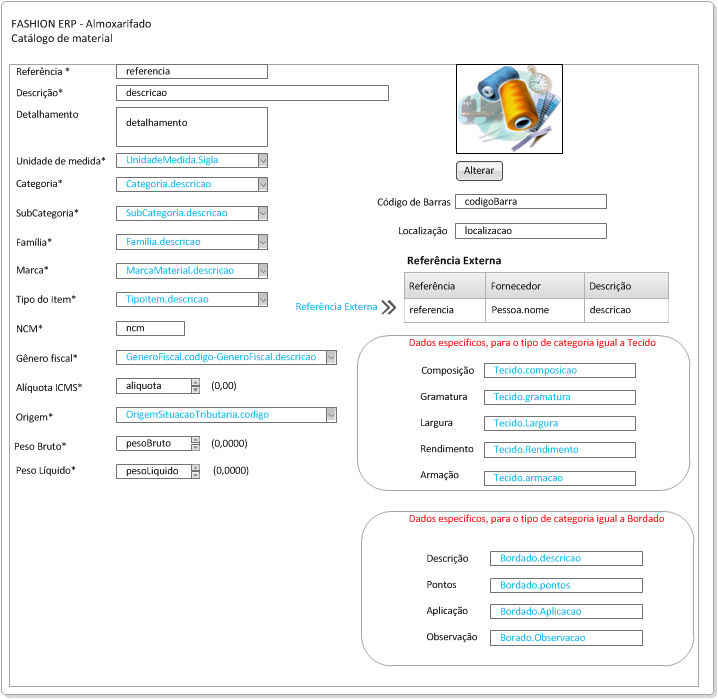 FASHION ERP - Almoxarifado
Catálogo de material
Referência * referencia
Descrição* descricao
Detalhamento detalhamento
Unidade de medida* UnidadeMedida.Sigla
Categoria* Categoria.descricao
SubCategoria* SubCategoria.descricao
Família* Familia.descricao
Marca* MarcaMaterial.descricao
Tipo do Item* TipoItem.descricao
NCM* ncm
Gênero fiscal* GeneroFiscal.codigo-GeneroFiscal.descricao
Alíquota ICMS* aliquota (0,00)
Origem* OrigemSituacaoTributaria.codigo
Peso Bruto* pesoBruto (0,0000)
Peso Líquido* pesoLiquido (0,0000)
Alterar
Código de Barras codigoBarra
Localização localizacao
Referência Externa
Referência Externa
Referência Fornecedor Descrição
referencia Pessoa.nome descricao
Dados específicos, para o tipo de categoria igual a Tecido
Composição Tecido.composicao
Gramatura Tecido.gramatura
Largura Tecido.Largura
Rendimento Tecido.Rendimento
Armação Tecido.armacao
Dados específicos, para o tipo de categoria igual a Bordado
Descrição Bordado.descricao
Pontos Bordado.pontos
Aplicação Bordado.Aplicacao
Observação Borado.Observacao